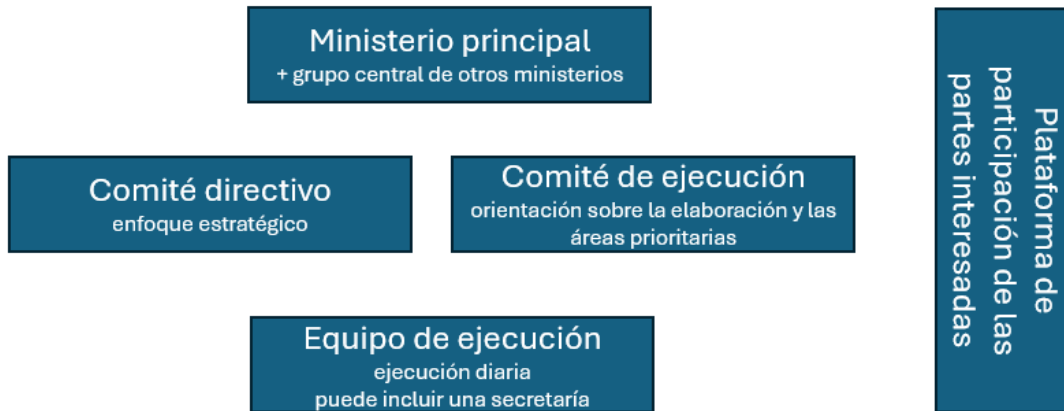 Ministerio principal
+ grupo central de otros ministerios
Comité directivo
enfoque estratégico
Comité de ejecución
orientación sobre la elaboración y las
áreas prioritarias
Equipo de ejecución
ejecución diaria
puede incluir una secretaría
Plataforma de
participación de las
partes interesadas